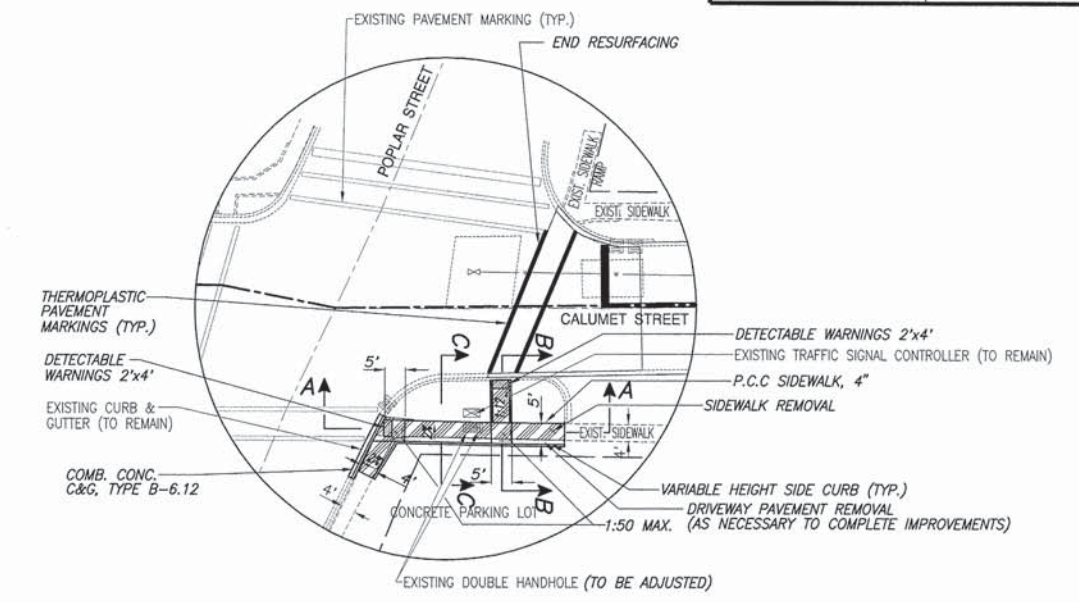 EXISTING PAVEMENT MARKING (TYP.)
END RESURFACING
POPLAR STREET
EXIST. SIDEWALK
RAMP
EXIST. SIDEWALK
THERMOPLASTIC
PAVEMENT
MARKINGS (TYP.)
CALUMET STREET
DETECTABLE
WARNINGS 2'x4'
EXISTING CURB &
GUTTER (TO REMAIN)
COMB. CONC.
C&G, TYPE B-6.12
DETECTABLE WARNINGS 2'x4'
EXISTING TRAFFIC SIGNAL CONTROLLER (TO REMAIN)
P.C.C SIDEWALK, 4"
SIDEWALK REMOVAL
EXIST. SIDEWALK
VARIABLE HEIGHT SIDE CURB (TYP.)
DRIVEWAY PAVEMENT REMOVAL
(AS NECESSARY TO COMPLETE IMPROVEMENTS)
1:50 MAX.
A
A
B
B
C
C
5'
5'
5'
4'
4'
4'
1:12
CONCRETE PARKING LOT
EXISTING DOUBLE HANDHOLE (TO BE ADJUSTED)